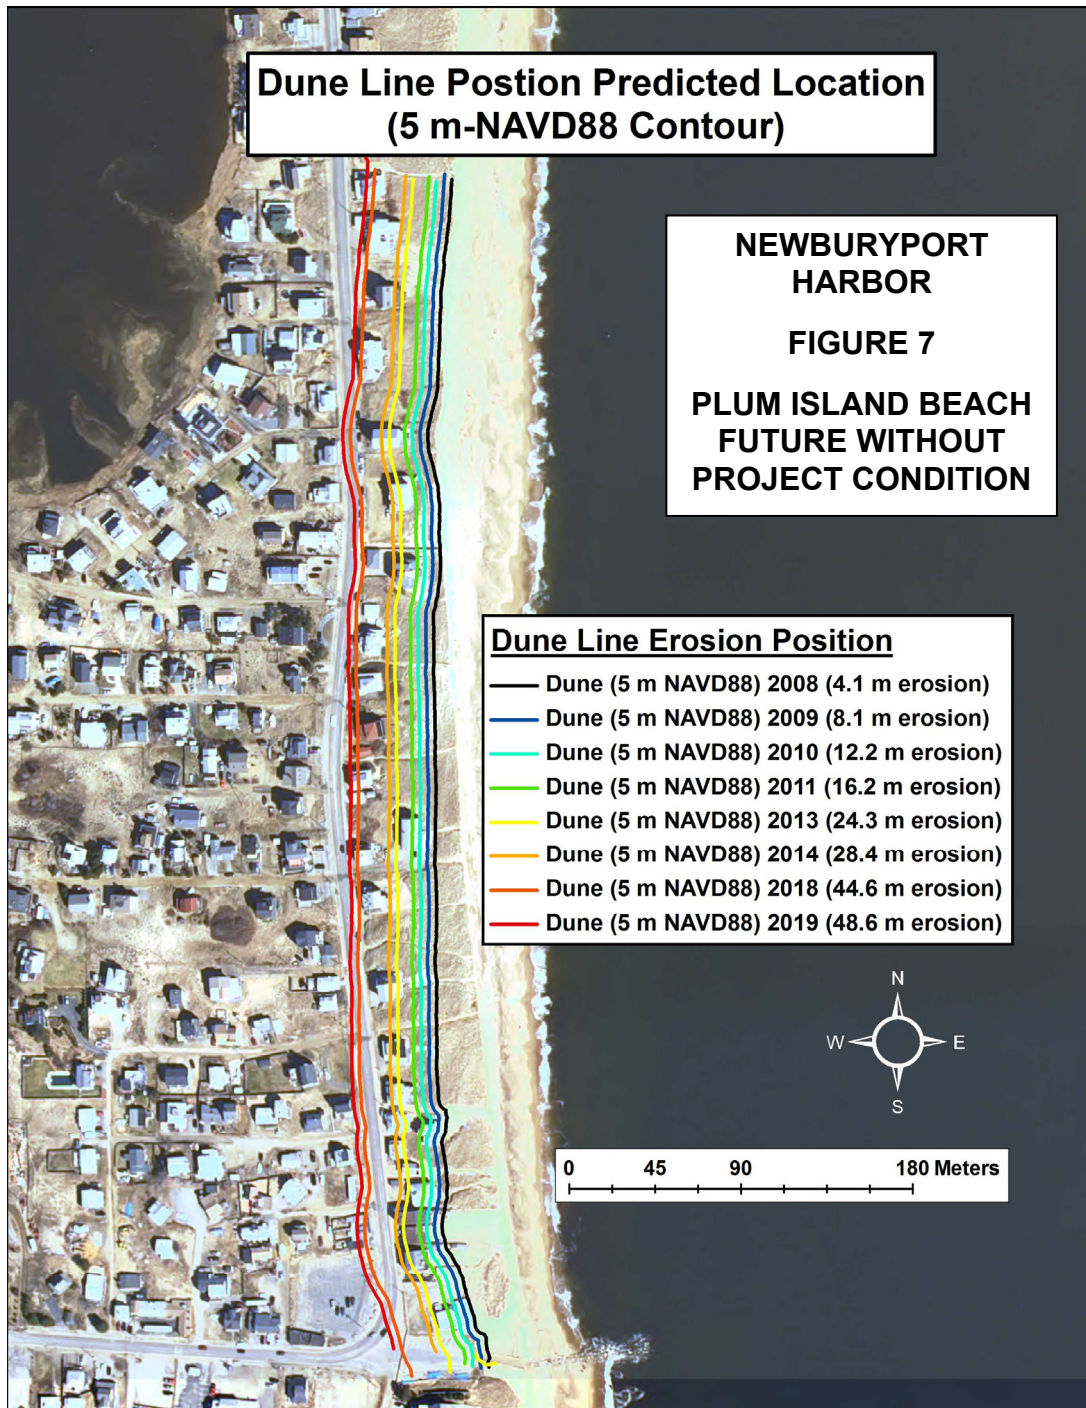 Dune Line Postion Predicted Location
(5 m-NAVD88 Contour)
NEWBURYPORT
HARBOR
FIGURE 7
PLUM ISLAND BEACH
FUTURE WITHOUT
PROJECT CONDITION
Dune Line Erosion Position
Dune (5 m NAVD88) 2008 (4.1 m erosion)
Dune (5 m NAVD88) 2009 (8.1 m erosion)
Dune (5 m NAVD88) 2010 (12.2 m erosion)
Dune (5 m NAVD88) 2011 (16.2 m erosion)
Dune (5 m NAVD88) 2013 (24.3 m erosion)
Dune (5 m NAVD88) 2014 (28.4 m erosion)
Dune (5 m NAVD88) 2018 (44.6 m erosion)
Dune (5 m NAVD88) 2019 (48.6 m erosion)
N
W E
S
0 45 90 180 Meters